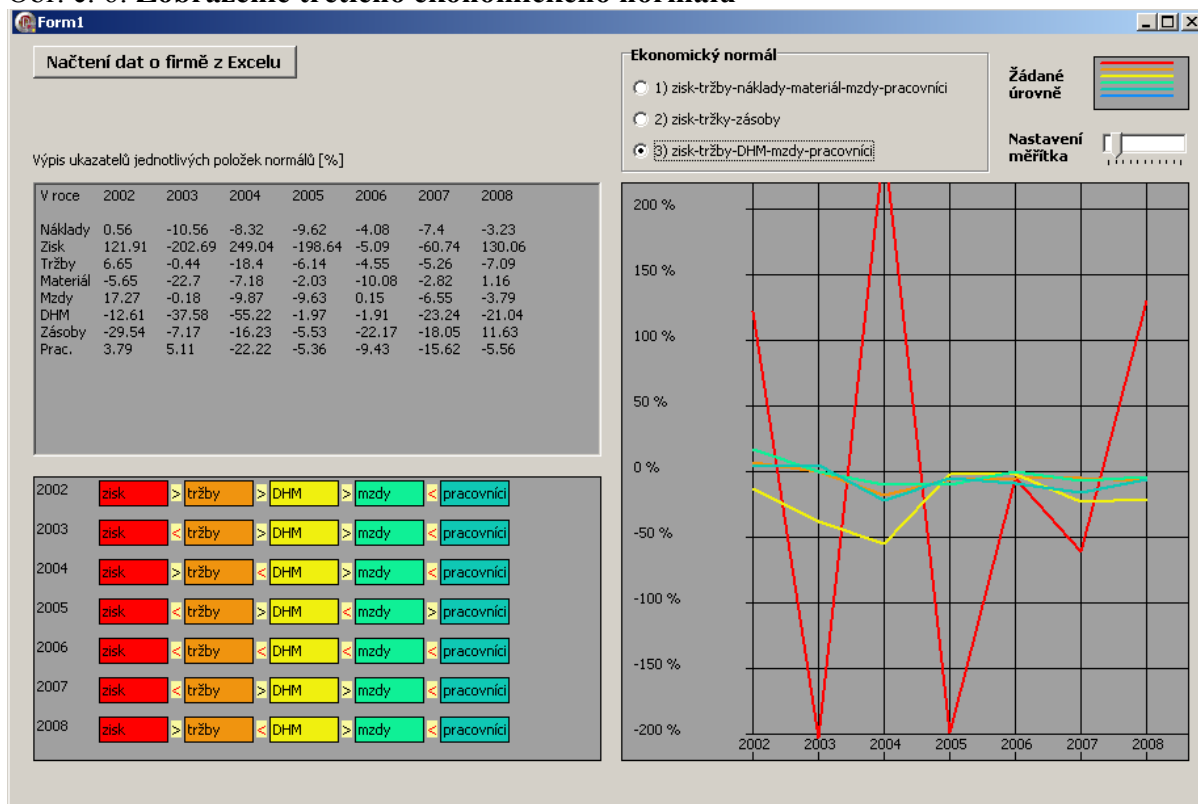 Zobrazenie tretieho ekonomického normálu
Form1
Načtení dat o firmě z Excelu
Výpis ukazatelů jednotlivých položek normálů [%]
V roce 2002 2003 2004 2005 2006 2007 2008
Náklady 0.56 -10.56 -8.32 -9.62 -4.08 -7.4 -3.23
Zisk 121.91 -202.69 249.04 -198.64 -5.09 -60.74 130.06
Tržby 6.65 -0.44 -18.4 -6.14 -4.55 -5.26 -7.09
Materiál -5.65 -22.7 -7.18 -2.03 -10.08 -2.82 1.16
Mzdy 17.27 -0.18 -9.87 -9.63 0.15 -6.55 -3.79
DHM -12.61 -37.58 -55.22 -1.97 -1.91 -23.24 -21.04
Zásoby -29.54 -7.17 -16.23 -5.53 -22.17 -18.05 11.63
Prac. 3.79 5.11 -22.22 -5.36 -9.43 -15.62 -5.56
2002 zisk > tržby > DHM > mzdy < pracovníci
2003 zisk < tržby > DHM > mzdy < pracovníci
2004 zisk > tržby < DHM > mzdy < pracovníci
2005 zisk < tržby > DHM < mzdy > pracovníci
2006 zisk < tržby < DHM < mzdy < pracovníci
2007 zisk < tržby > DHM > mzdy < pracovníci
2008 zisk > tržby < DHM > mzdy < pracovníci
Ekonomický normál
1) zisk-tržby-náklady-materiál-mzdy-pracovníci
2) zisk-tržky-zásoby
3) zisk-tržby-DHM-mzdy-pracovníci
Žádané
úrovně
Nastavení
měřítka
200 %
150 %
100 %
50 %
0 %
-50 %
-100 %
-150 %
-200 %
2002 2003 2004 2005 2006 2007 2008